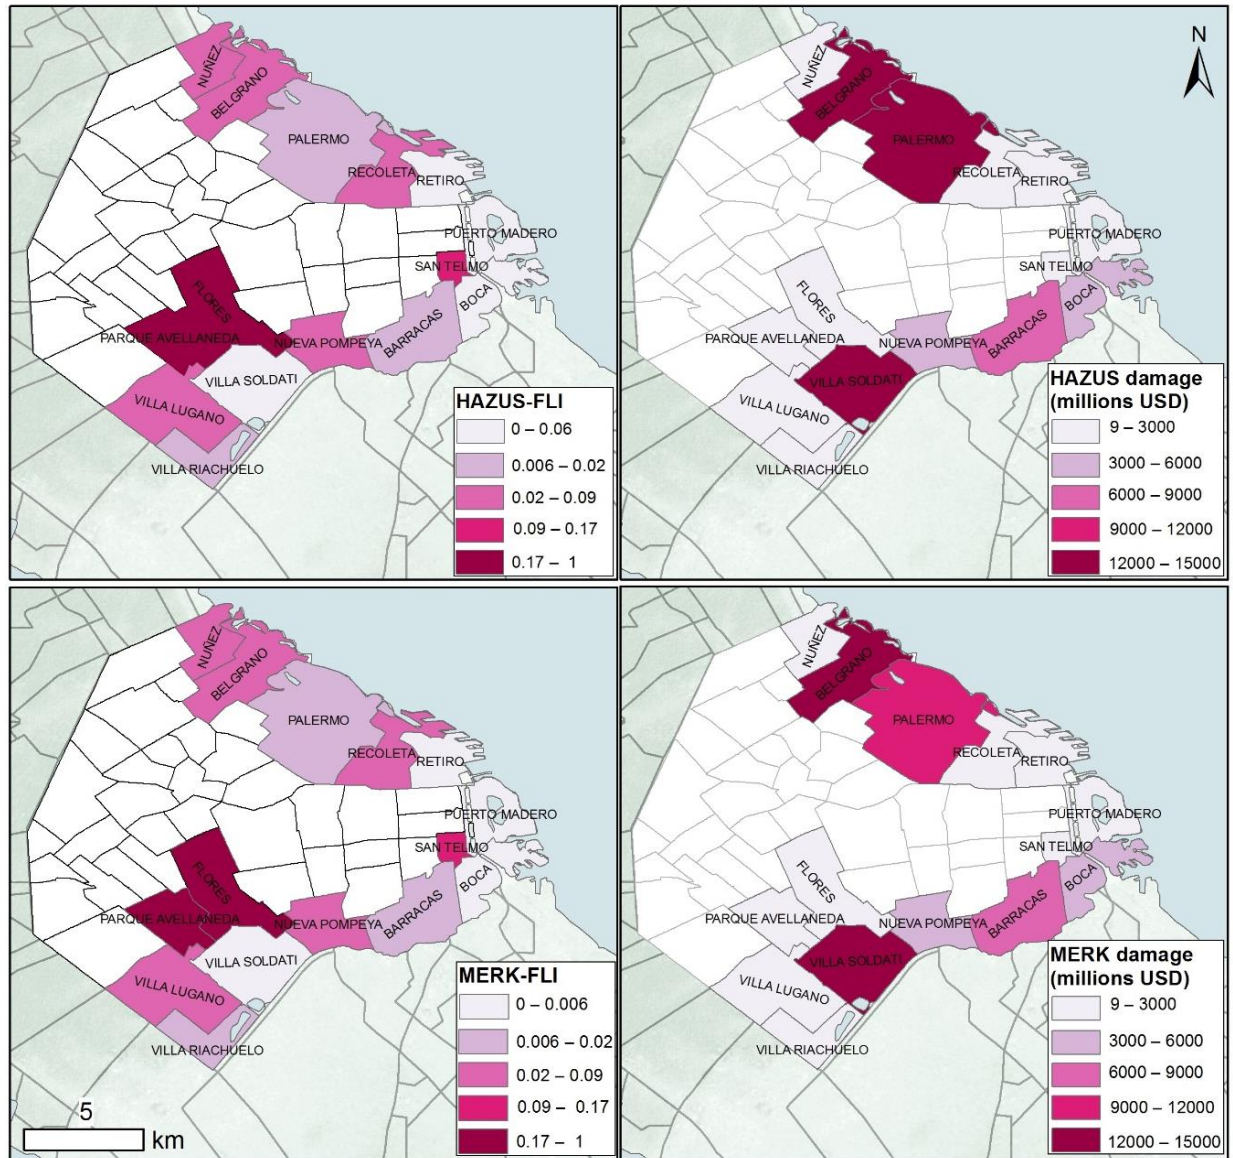 NUÑEZ
BELGRANO
PALERMO
RECOLETA
RETIRO
PUERTO MADERO
SAN TELMO
BOCA
FLORES
PARQUE AVELLANEDA
NUEVA POMPEYA
BARRACAS
VILLA SOLDATI
VILLA LUGANO
VILLA RIACHUELO
HAZUS-FLI
0 – 0.06
0.006 – 0.02
0.02 – 0.09
0.09 – 0.17
0.17 – 1
N
NUÑEZ
BELGRANO
PALERMO
RECOLETA
RETIRO
PUERTO MADERO
SAN TELMO
BOCA
FLORES
PARQUE AVELLANEDA
NUEVA POMPEYA
BARRACAS
VILLA SOLDATI
VILLA LUGANO
VILLA RIACHUELO
HAZUS damage
(millions USD)
9 – 3000
3000 – 6000
6000 – 9000
9000 – 12000
12000 – 15000
NUÑEZ
BELGRANO
PALERMO
RECOLETA
RETIRO
PUERTO MADERO
SAN TELMO
BOCA
FLORES
PARQUE AVELLANEDA
NUEVA POMPEYA
BARRACAS
VILLA SOLDATI
VILLA LUGANO
VILLA RIACHUELO
MERK-FLI
0 – 0.006
0.006 – 0.02
0.02 – 0.09
0.09 – 0.17
0.17 – 1
5
km
NUÑEZ
BELGRANO
PALERMO
RECOLETA
RETIRO
PUERTO MADERO
SAN TELMO
BOCA
FLORES
PARQUE AVELLANEDA
NUEVA POMPEYA
BARRACAS
VILLA SOLDATI
VILLA LUGANO
VILLA RIACHUELO
MERK damage
(millions USD)
9 – 3000
3000 – 6000
6000 – 9000
9000 – 12000
12000 – 15000